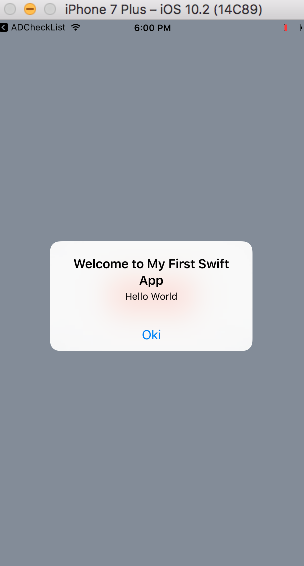 iPhone 7 Plus – iOS 10.2 (14C89)
ADCheckList 6:00 PM
Welcome to My First Swift
App
Hello World
Oki